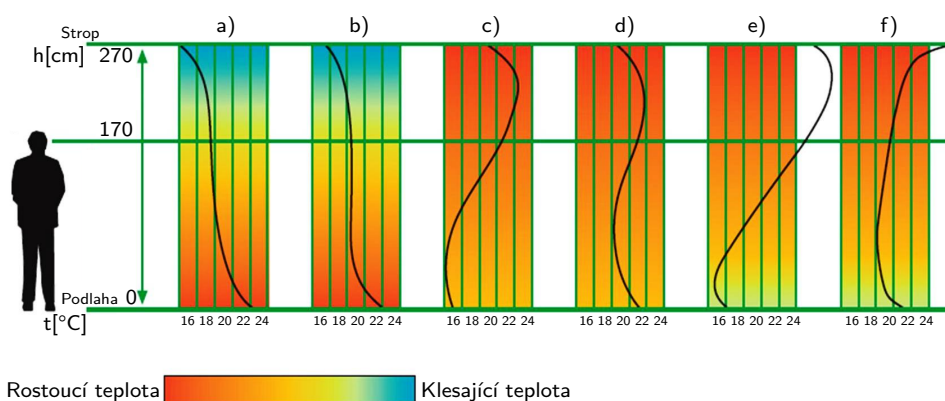 a) b) c) d) e) f)
Strop
h[cm] 270
170
Podlaha 0
t[°C] 16 18 20 22 24 16 18 20 22 24 16 18 20 22 24 16 18 20 22 24 16 18 20 22 24 16 18 20 22 24
Rostoucí teplota Klesající teplota